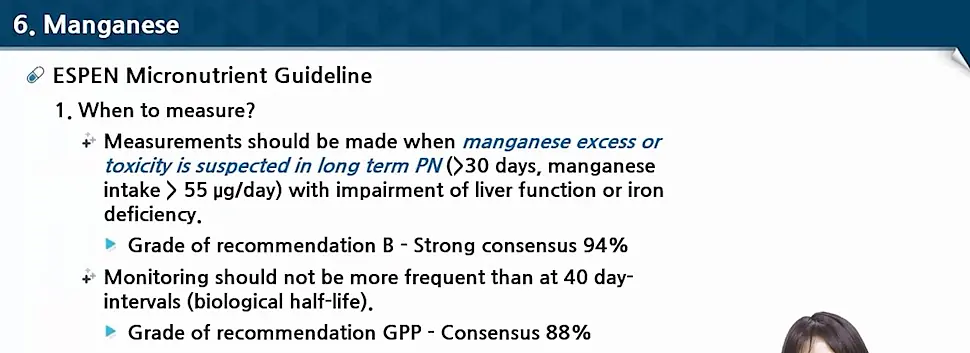 6. Manganese
ESPEN Micronutrient Guideline
1. When to measure?
Measurements should be made when manganese excess or
toxicity is suspected in long term PN (>30 days, manganese
intake > 55 μg/day) with impairment of liver function or iron
deficiency.
Grade of recommendation B - Strong consensus 94%
Monitoring should not be more frequent than at 40 day-
intervals (biological half-life).
Grade of recommendation GPP - Consensus 88%